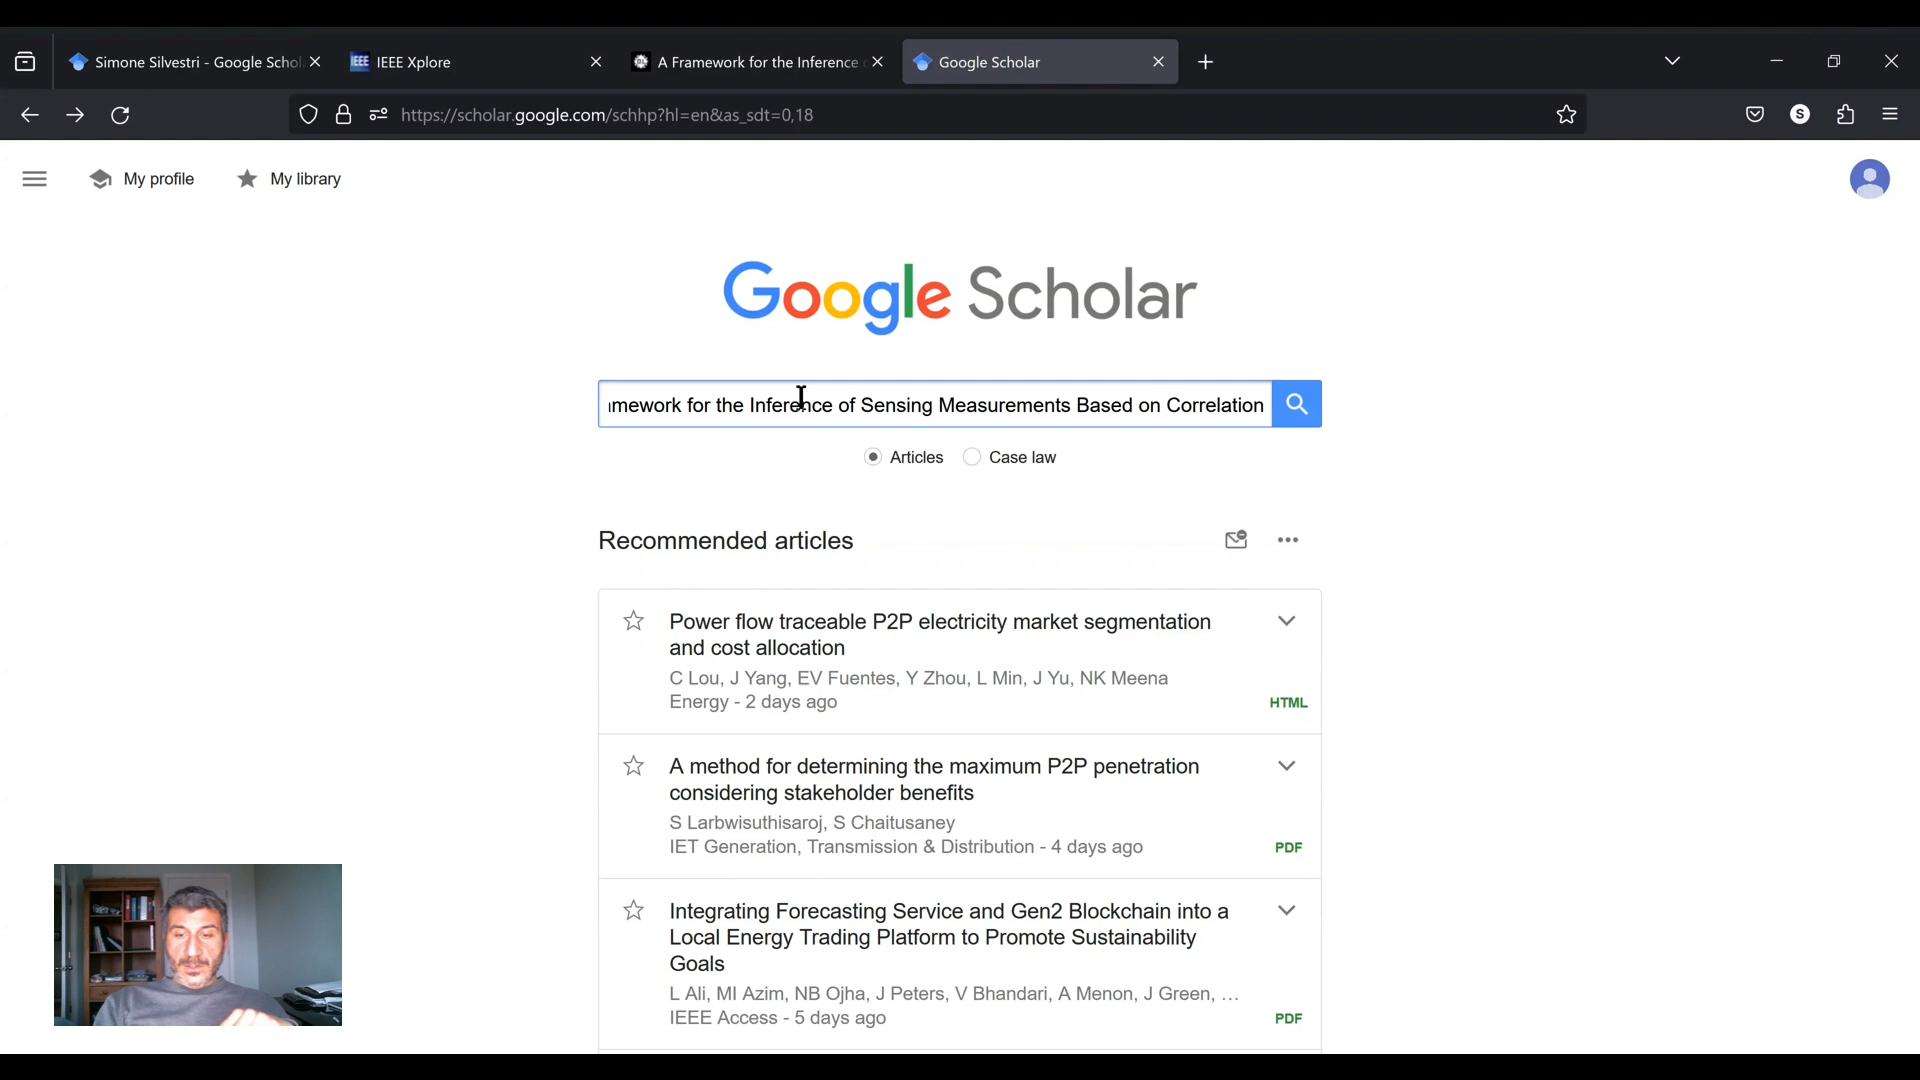 Simone Silvestri - Google Schol
IEEE
IEEE Xplore
A Framework for the Inference o
Google Scholar
https://scholar.google.com/schhp?hl=en&as_sdt=0,18
S
My profile
My library
Google Scholar
amework for the Inference of Sensing Measurements Based on Correlation
Articles
Case law
Recommended articles
Power flow traceable P2P electricity market segmentation
and cost allocation
C Lou, J Yang, EV Fuentes, Y Zhou, L Min, J Yu, NK Meena
Energy - 2 days ago
HTML
A method for determining the maximum P2P penetration
considering stakeholder benefits
S Larbwisuthisaroj, S Chaitusaney
IET Generation, Transmission & Distribution - 4 days ago
PDF
Integrating Forecasting Service and Gen2 Blockchain into a
Local Energy Trading Platform to Promote Sustainability
Goals
L Ali, MI Azim, NB Ojha, J Peters, V Bhandari, A Menon, J Green, …
IEEE Access - 5 days ago
PDF